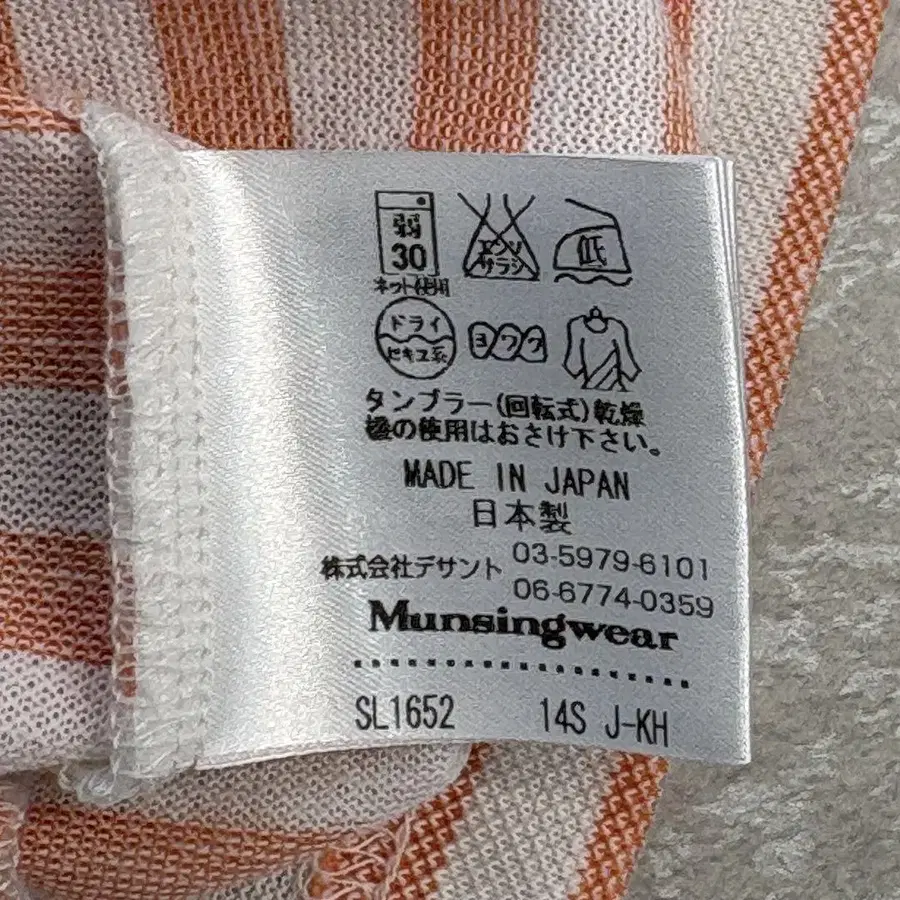 弱
30
ネット使用
エンソ
サラシ
低
ドライ
セキユ系
ヨワク
タンブラー(回転式)乾燥
機の使用はおさけ下さい。
MADE IN JAPAN
日本製
株式会社デサント 03-5979-6101
06-6774-0359
Munsingwear
SL1652 14S J-KH